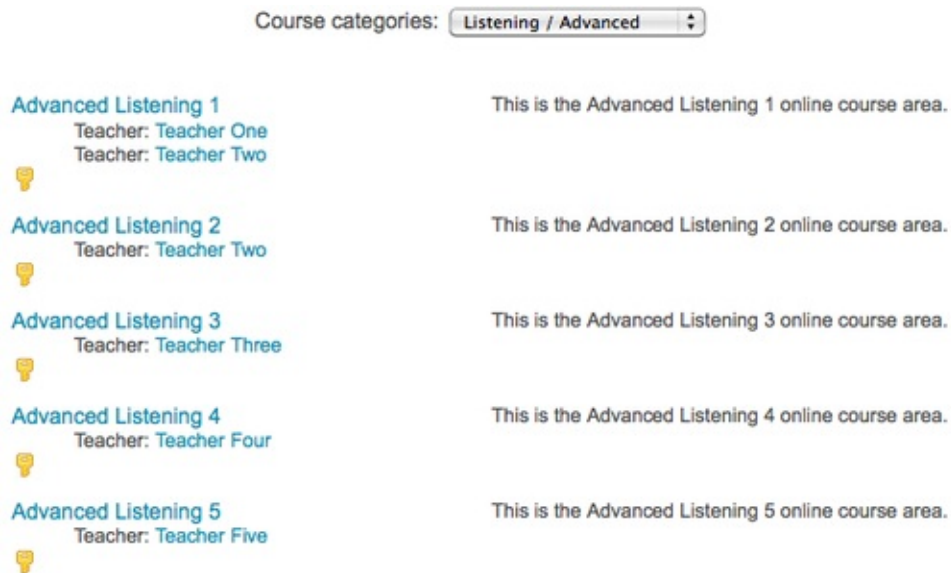 Course categories: Listening / Advanced
Advanced Listening 1 This is the Advanced Listening 1 online course area.
Teacher: Teacher One
Teacher: Teacher Two
Advanced Listening 2 This is the Advanced Listening 2 online course area.
Teacher: Teacher Two
Advanced Listening 3 This is the Advanced Listening 3 online course area.
Teacher: Teacher Three
Advanced Listening 4 This is the Advanced Listening 4 online course area.
Teacher: Teacher Four
Advanced Listening 5 This is the Advanced Listening 5 online course area.
Teacher: Teacher Five